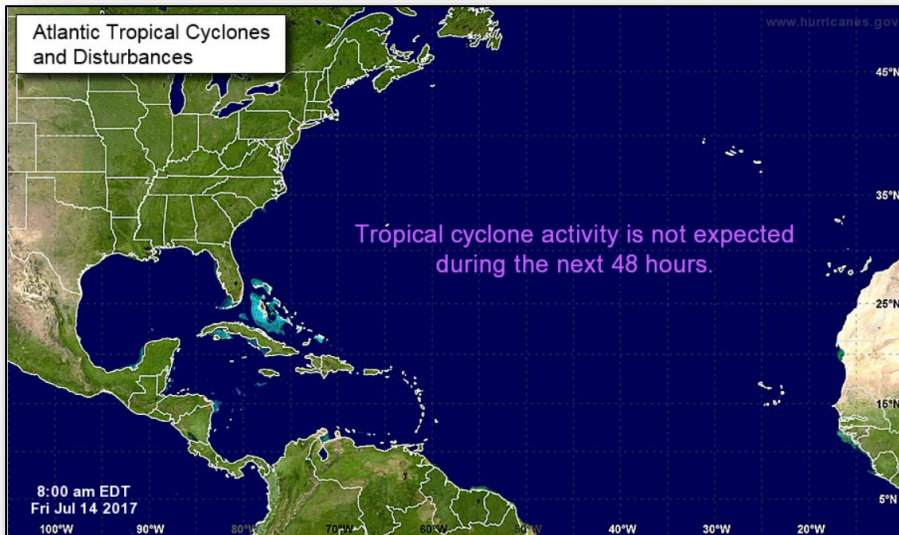 www.hurricanes.gov
Atlantic Tropical Cyclones
and Disturbances
45°N
35°N
Tropical cyclone activity is not expected
during the next 48 hours.
25°N
15°N
8:00 am EDT
Fri Jul 14 2017
5°N
100°W 90°W 80°W 70°W 60°W 50°W 40°W 30°W 20°W